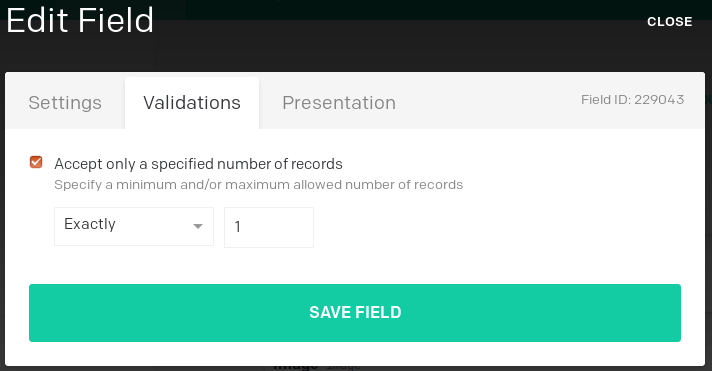 Edit Field
CLOSE
Settings
Validations
Presentation
Field ID: 229043
Accept only a specified number of records
Specify a minimum and/or maximum allowed number of records
Exactly
1
SAVE FIELD